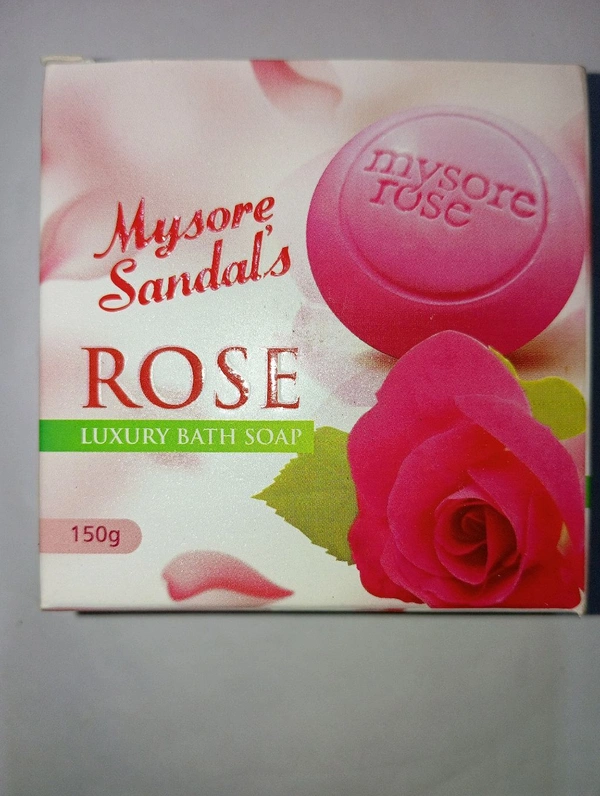 mysore
rose
Mysore
Sandal's
ROSE
LUXURY BATH SOAP
150g